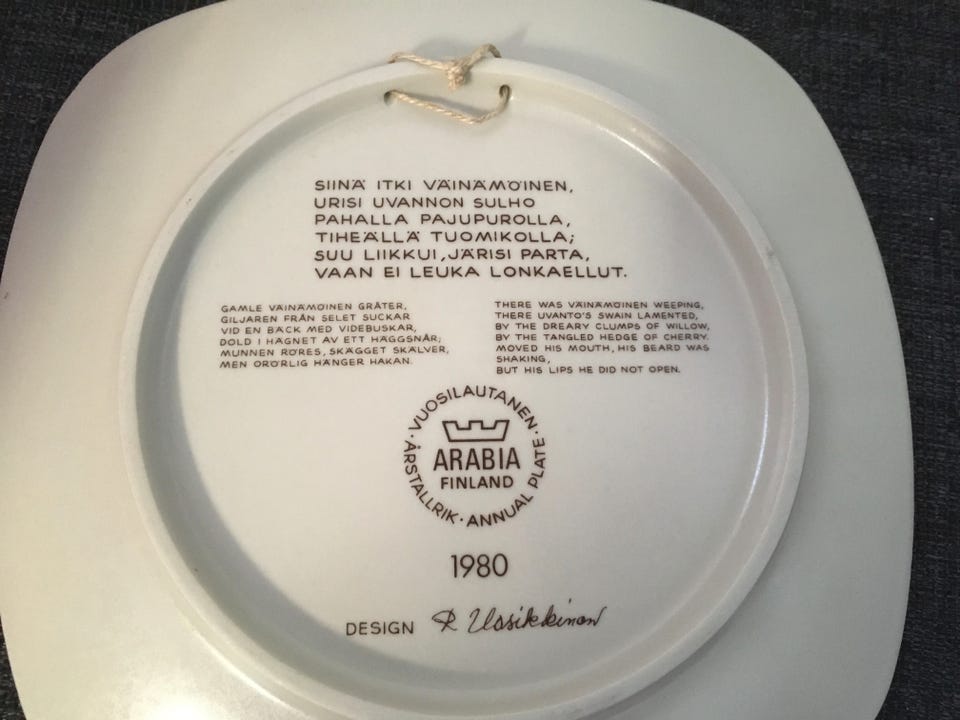 SIINÄ ITKI VÄINÄMÖINEN,
URISI UVANNON SULHO
PAHALLA PAJUPUROLLA,
TIHEÄLLÄ TUOMIKOLLA;
SUU LIIKKUI, JÄRISI PARTA,
VAAN EI LEUKA LONKAELLUT.
GAMLE VÄINÄMÖINEN GRÅTER,
GILJAREN FRÅN SELET SUCKAR
VID EN BÄCK MED VIDEBUSKAR,
DOLD I HÄGNET AV ETT HÄGGSNÅR;
MUNNEN RÖRES, SKÄGGET SKÄLVER,
MEN ORÖRLIG HÄNGER HAKAN.
THERE WAS VÄINÄMÖINEN WEEPING,
THERE UVANTO'S SWAIN LAMENTED,
BY THE DREARY CLUMPS OF WILLOW,
BY THE TANGLED HEDGE OF CHERRY.
MOVED HIS MOUTH, HIS BEARD WAS
SHAKING,
BUT HIS LIPS HE DID NOT OPEN.
· VUOSILAUTANEN · ANNUAL PLATE · ÅRSTALLRIK
ARABIA
FINLAND
1980
DESIGN R Uosikkinen